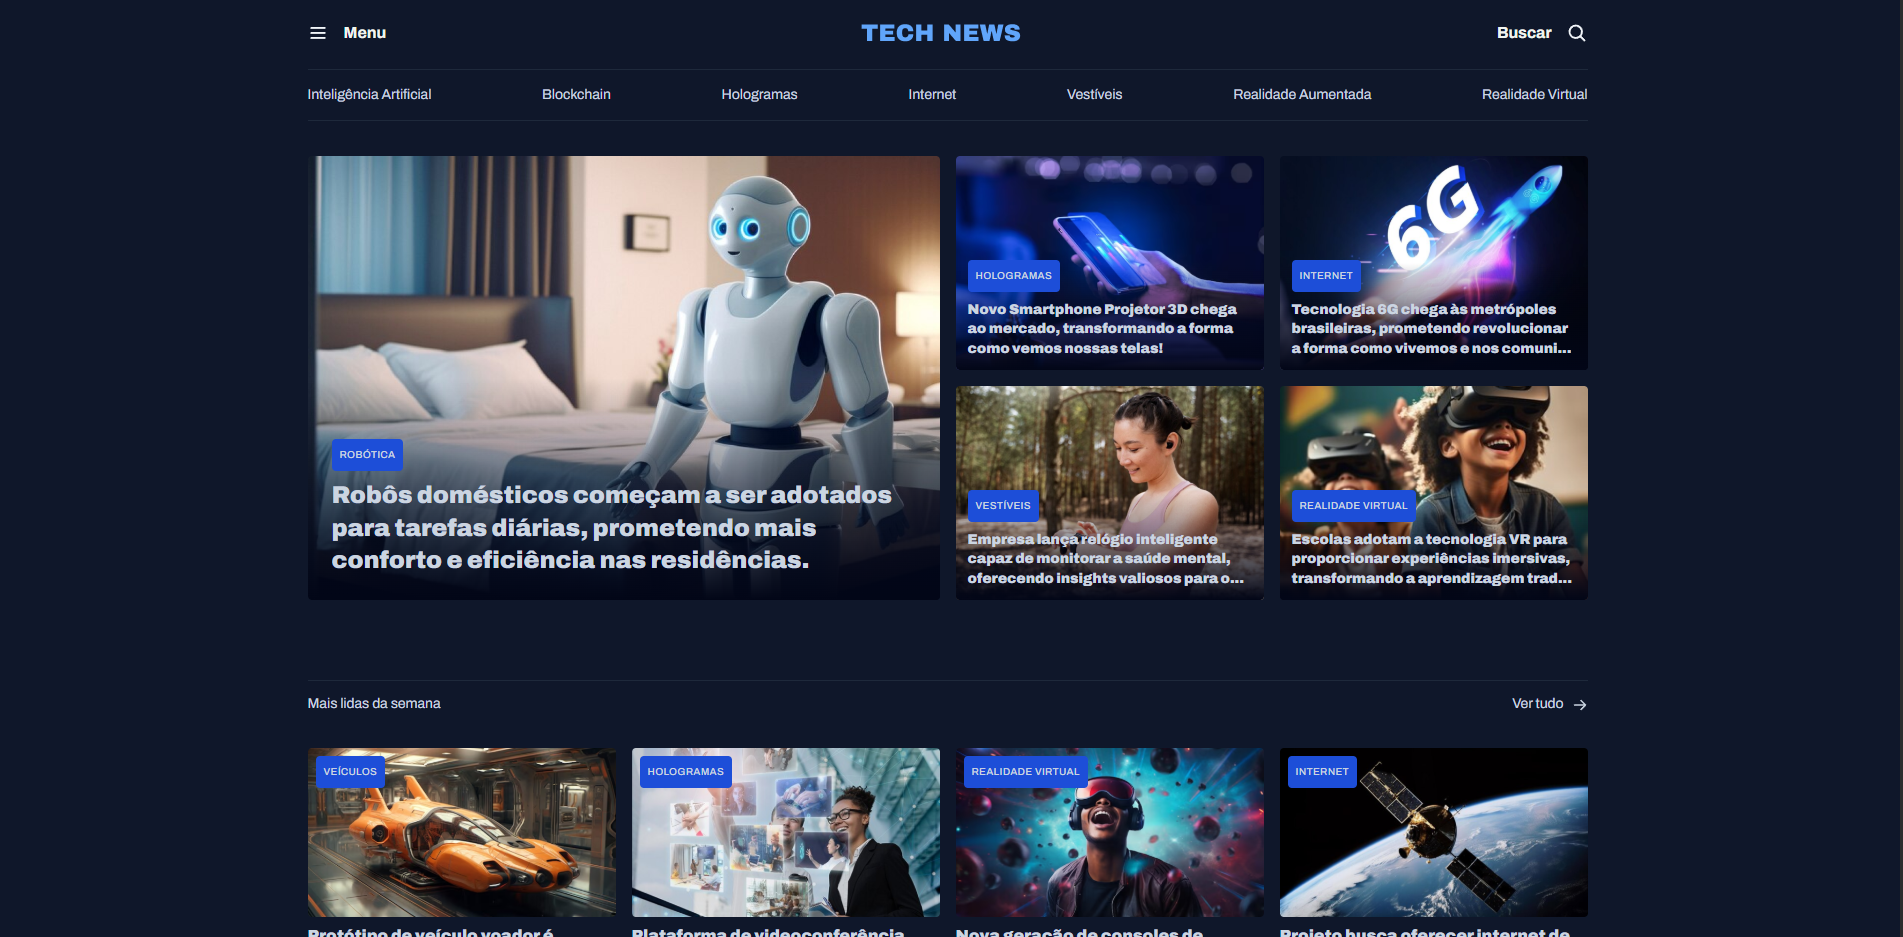 Menu
TECH NEWS
Buscar
Inteligência Artificial
Blockchain
Hologramas
Internet
Vestíveis
Realidade Aumentada
Realidade Virtual
ROBÓTICA
Robôs domésticos começam a ser adotados
para tarefas diárias, prometendo mais
conforto e eficiência nas residências.
HOLOGRAMAS
Novo Smartphone Projetor 3D chega
ao mercado, transformando a forma
como vemos nossas telas!
6G
INTERNET
Tecnologia 6G chega às metrópoles
brasileiras, prometendo revolucionar
a forma como vivemos e nos comuni...
VESTÍVEIS
Empresa lança relógio inteligente
capaz de monitorar a saúde mental,
oferecendo insights valiosos para o...
REALIDADE VIRTUAL
Escolas adotam a tecnologia VR para
proporcionar experiências imersivas,
transformando a aprendizagem trad...
Mais lidas da semana
Ver tudo
VEÍCULOS
Protótipo de veículo voador é
HOLOGRAMAS
Plataforma de videoconferência
REALIDADE VIRTUAL
Nova geração de consoles de
INTERNET
Projeto busca oferecer internet de